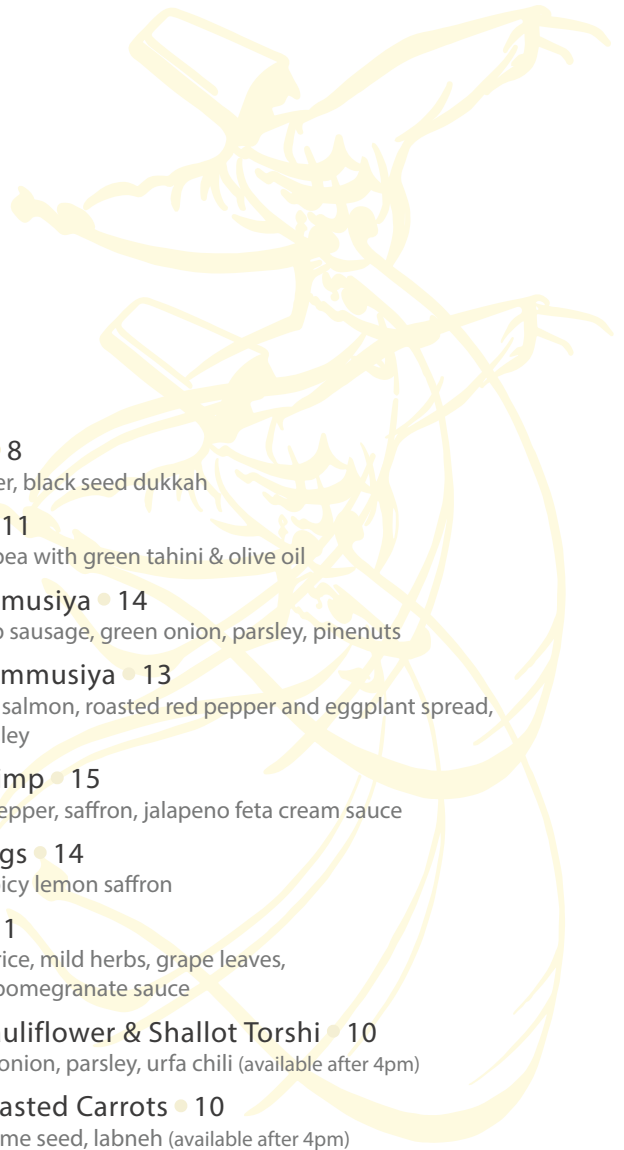 8
er, black seed dukkah
11
pea with green tahini & olive oil
musiya • 14
sausage, green onion, parsley, pinenuts
mmusiya • 13
salmon, roasted red pepper and eggplant spread,
ley
imp • 15
epper, saffron, jalapeno feta cream sauce
gs • 14
icy lemon saffron
1
rice, mild herbs, grape leaves,
pomegranate sauce
auliflower & Shallot Torshi • 10
onion, parsley, urfa chili (available after 4pm)
asted Carrots • 10
me seed, labneh (available after 4pm)